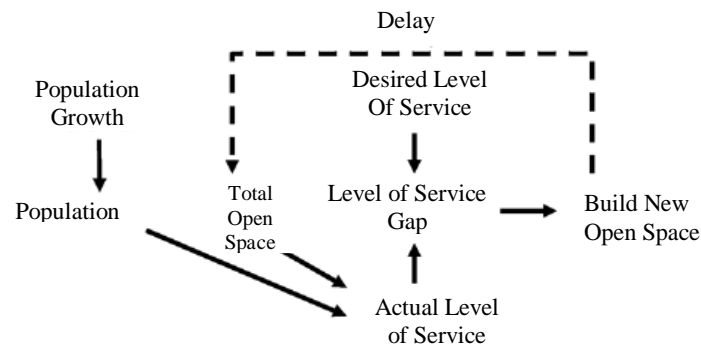 Delay
Desired Level
Of Service
Population
Growth
Population
Total
Open
Space
Level of Service
Gap
Build New
Open Space
Actual Level
of Service